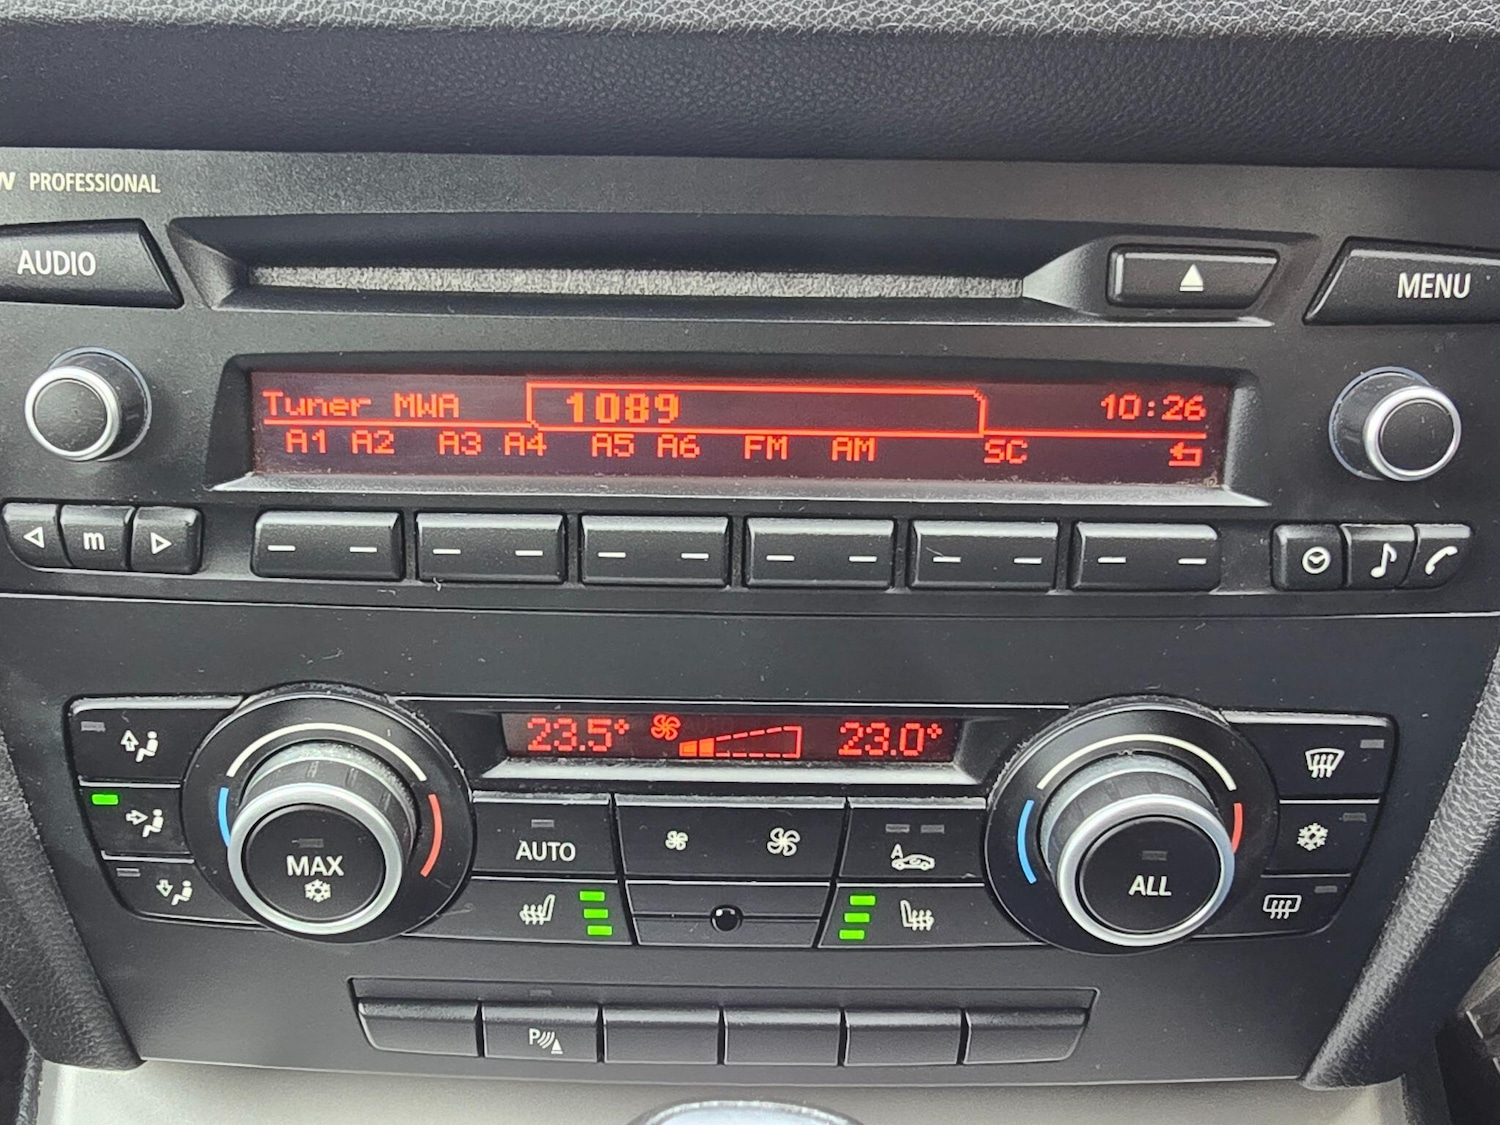 PROFESSIONAL
AUDIO
MENU
Tuner MWA 1089 10:26
A1 A2 A3 A4 A5 A6 FM AM SC
m
23.5° 23.0°
MAX
AUTO
A
ALL
P